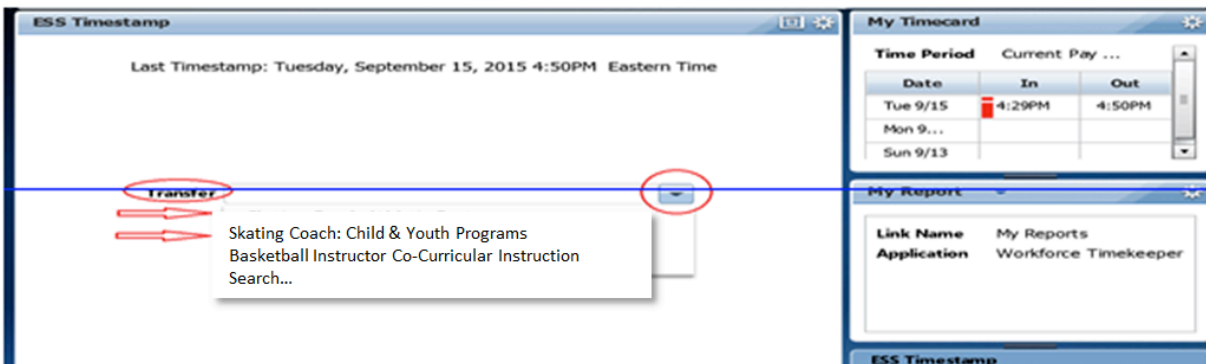 ESS Timestamp
Last Timestamp: Tuesday, September 15, 2015 4:50PM Eastern Time
Transfer
Skating Coach: Child & Youth Programs
Basketball Instructor Co-Curricular Instruction
Search...
My Timecard
Time Period Current Pay ...
Date In Out
Tue 9/15 4:29PM 4:50PM
Mon 9...
Sun 9/13
My Report
Link Name My Reports
Application Workforce Timekeeper
ESS Timestamp